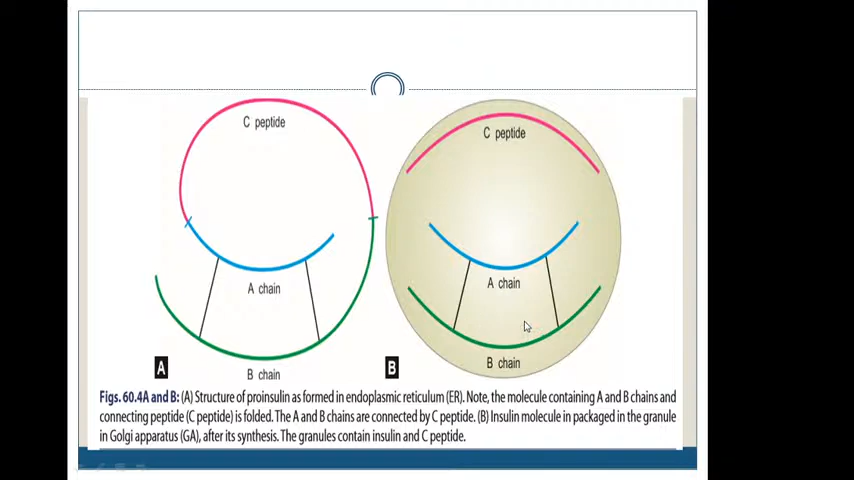 C peptide
A chain
B chain
A
C peptide
A chain
B chain
B
Figs. 60.4A and B: (A) Structure of proinsulin as formed in endoplasmic reticulum (ER). Note, the molecule containing A and B chains and
connecting peptide (C peptide) is folded. The A and B chains are connected by C peptide. (B) Insulin molecule in packaged in the granule
in Golgi apparatus (GA), after its synthesis. The granules contain insulin and C peptide.